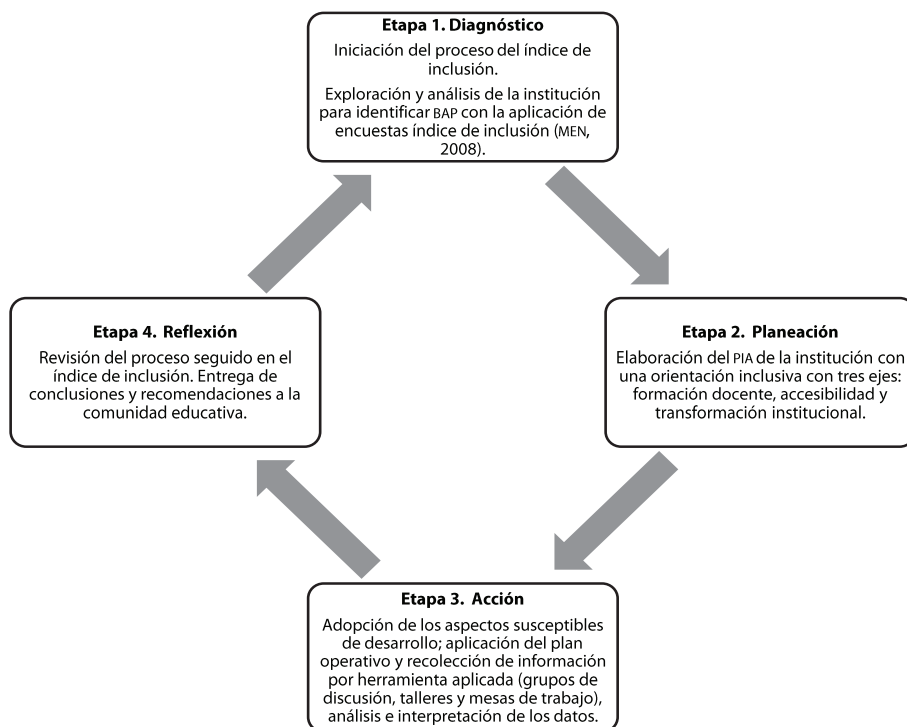 Etapa 1. Diagnóstico
Iniciación del proceso del índice de
inclusión.
Exploración y análisis de la institución
para identificar BAP con la aplicación de
encuestas índice de inclusión (MEN,
2008).
Etapa 2. Planeación
Elaboración del PIA de la institución con
una orientación inclusiva con tres ejes:
formación docente, accesibilidad y
transformación institucional.
Etapa 3. Acción
Adopción de los aspectos susceptibles
de desarrollo; aplicación del plan
operativo y recolección de información
por herramienta aplicada (grupos de
discusión, talleres y mesas de trabajo),
análisis e interpretación de los datos.
Etapa 4. Reflexión
Revisión del proceso seguido en el
índice de inclusión. Entrega de
conclusiones y recomendaciones a la
comunidad educativa.